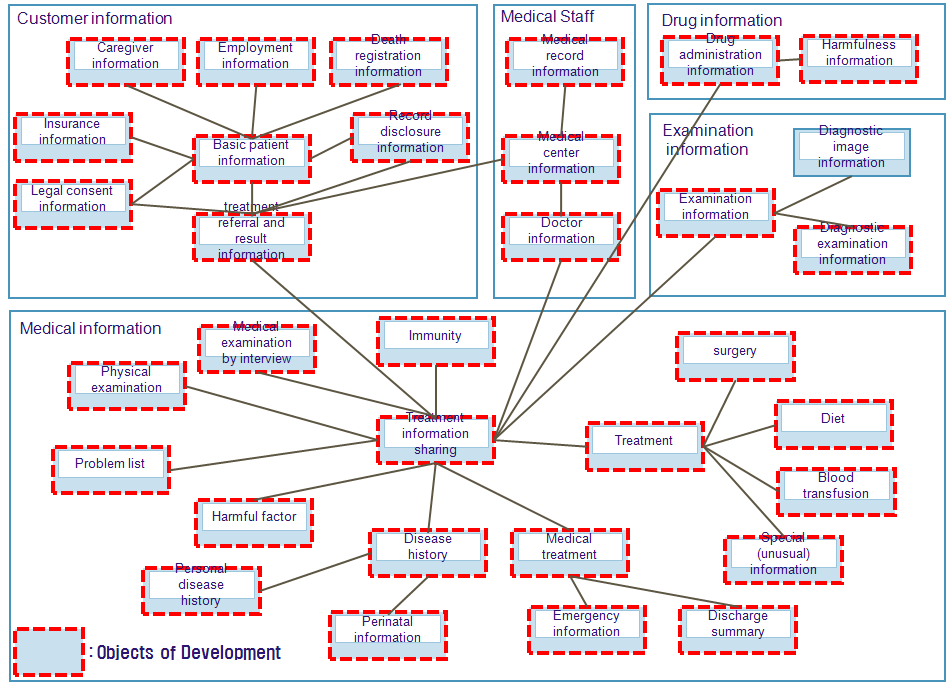 Customer information
Caregiver
information
Employment
information
Death
registration
information
Insurance
information
Record
disclosure
information
Basic patient
information
Legal consent
information
treatment
referral and
result
information
Medical Staff
Medical
record
information
Medical
center
information
Doctor
information
Drug information
Drug
administration
information
Harmfulness
information
Examination
information
Diagnostic
image
information
Examination
information
Diagnostic
examination
information
Medical information
Medical
examination
by interview
Immunity
surgery
Physical
examination
Treatment
information
sharing
Treatment
Diet
Problem list
Blood
transfusion
Harmful factor
Disease
history
Medical
treatment
Special
(unusual)
information
Personal
disease
history
Perinatal
information
Emergency
information
Discharge
summary
: Objects of Development